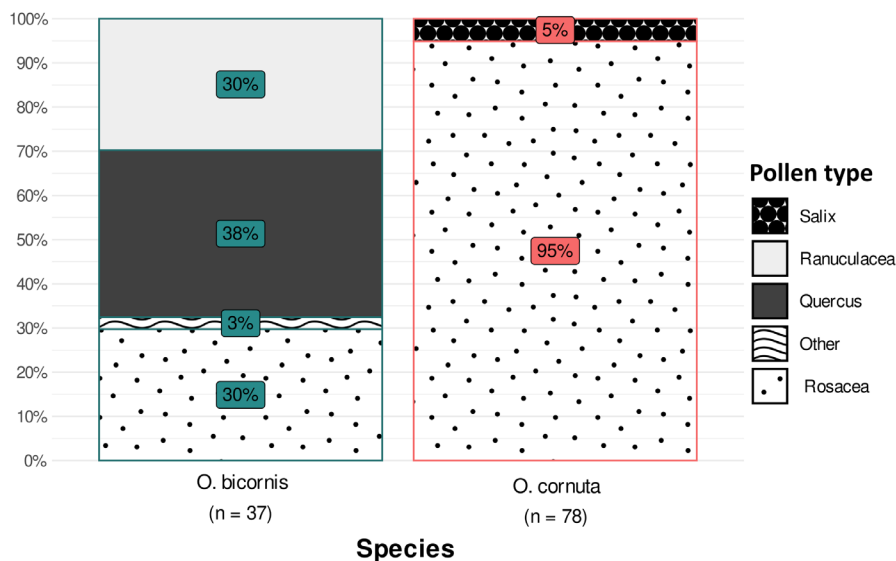 100%
90%
80%
70%
60%
50%
40%
30%
20%
10%
0%
30%
38%
3%
30%
5%
95%
O. bicornis
(n = 37)
O. cornuta
(n = 78)
Species
Pollen type
Salix
Ranuculacea
Quercus
Other
Rosacea